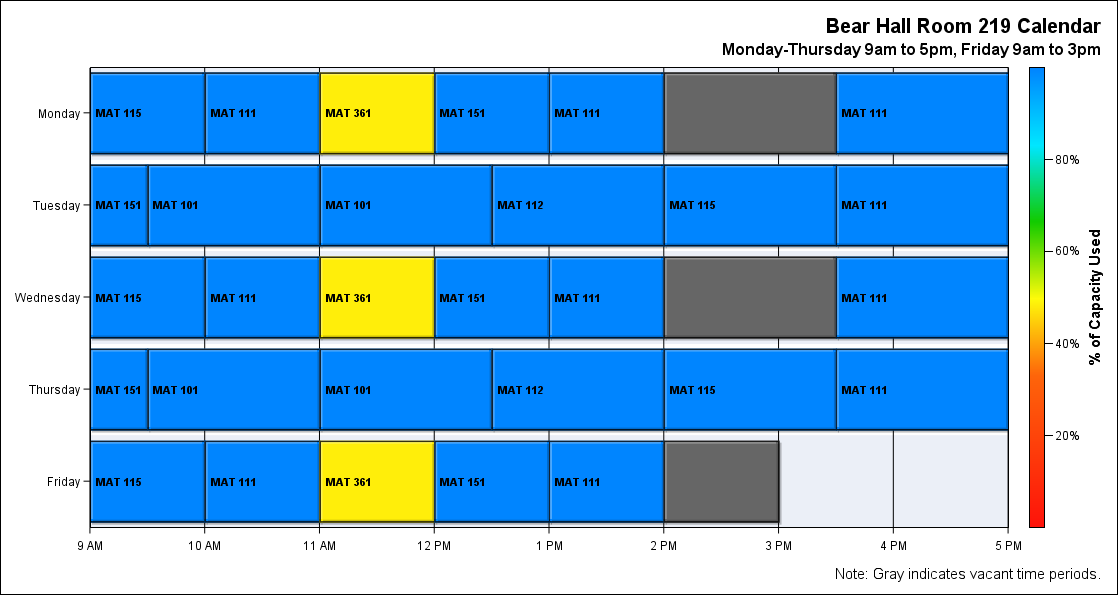 Bear Hall Room 219 Calendar
Monday-Thursday 9am to 5pm, Friday 9am to 3pm
Monday MAT 115 MAT 111 MAT 361 MAT 151 MAT 111 MAT 111
Tuesday MAT 151 MAT 101 MAT 101 MAT 112 MAT 115 MAT 111
Wednesday MAT 115 MAT 111 MAT 361 MAT 151 MAT 111 MAT 111
Thursday MAT 151 MAT 101 MAT 101 MAT 112 MAT 115 MAT 111
Friday MAT 115 MAT 111 MAT 361 MAT 151 MAT 111
9 AM 10 AM 11 AM 12 PM 1 PM 2 PM 3 PM 4 PM 5 PM
80%
60%
40%
20%
% of Capacity Used
Note: Gray indicates vacant time periods.